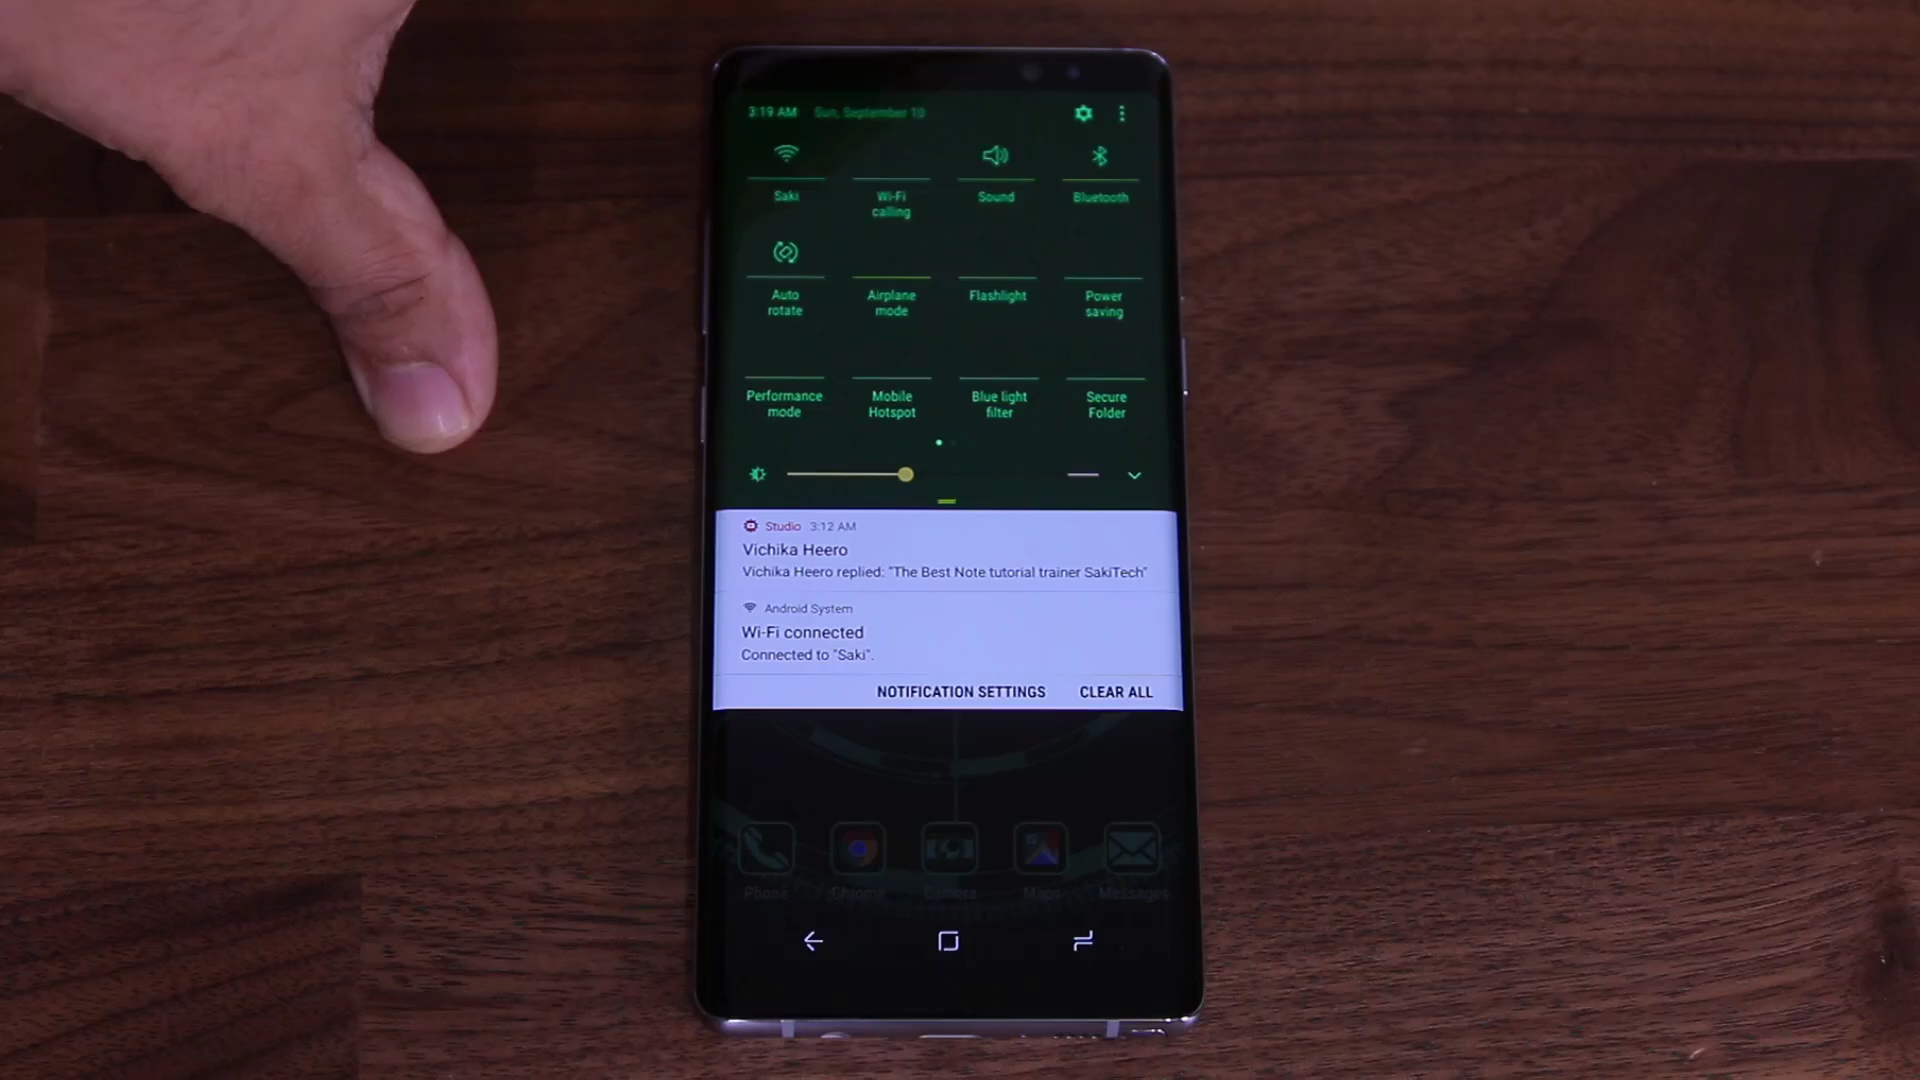 3:19 AM Sun, September 10
Saki
Wi-Fi
calling
Sound
Bluetooth
Auto
rotate
Airplane
mode
Flashlight
Power
saving
Performance
mode
Mobile
Hotspot
Blue light
filter
Secure
Folder
Studio 3:12 AM
Vichika Heero
Vichika Heero replied: "The Best Note tutorial trainer SakiTech"
Android System
Wi-Fi connected
Connected to "Saki".
NOTIFICATION SETTINGS CLEAR ALL
Phone Chrome Camera Maps Messages